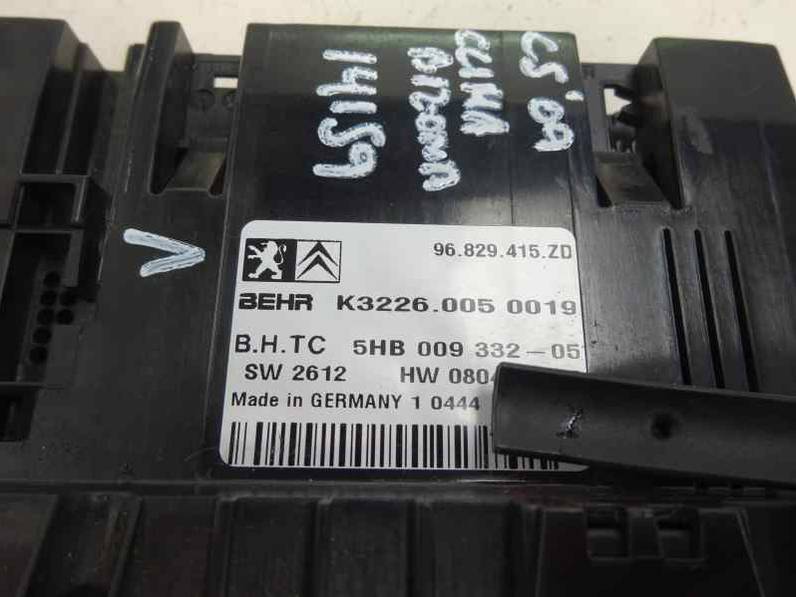 C5'09
CLIMA
BIZONA
14159
96.829.415.ZD
BEHR K3226.005 0019
B.H.TC 5HB 009 332-05
SW 2612 HW 080
Made in GERMANY 1 0444